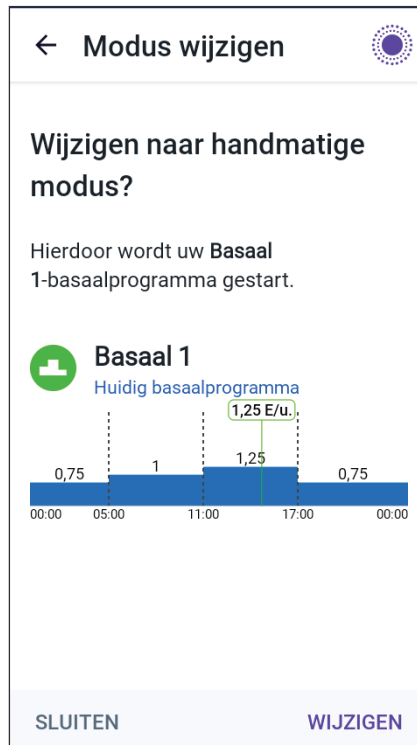 Modus wijzigen
Wijzigen naar handmatige
modus?
Hierdoor wordt uw Basaal
1-basaalprogramma gestart.
Basaal 1
Huidig basaalprogramma
1,25 E/u.
0,75 1 1,25 0,75
00:00 05:00 11:00 17:00 00:00
SLUITEN WIJZIGEN